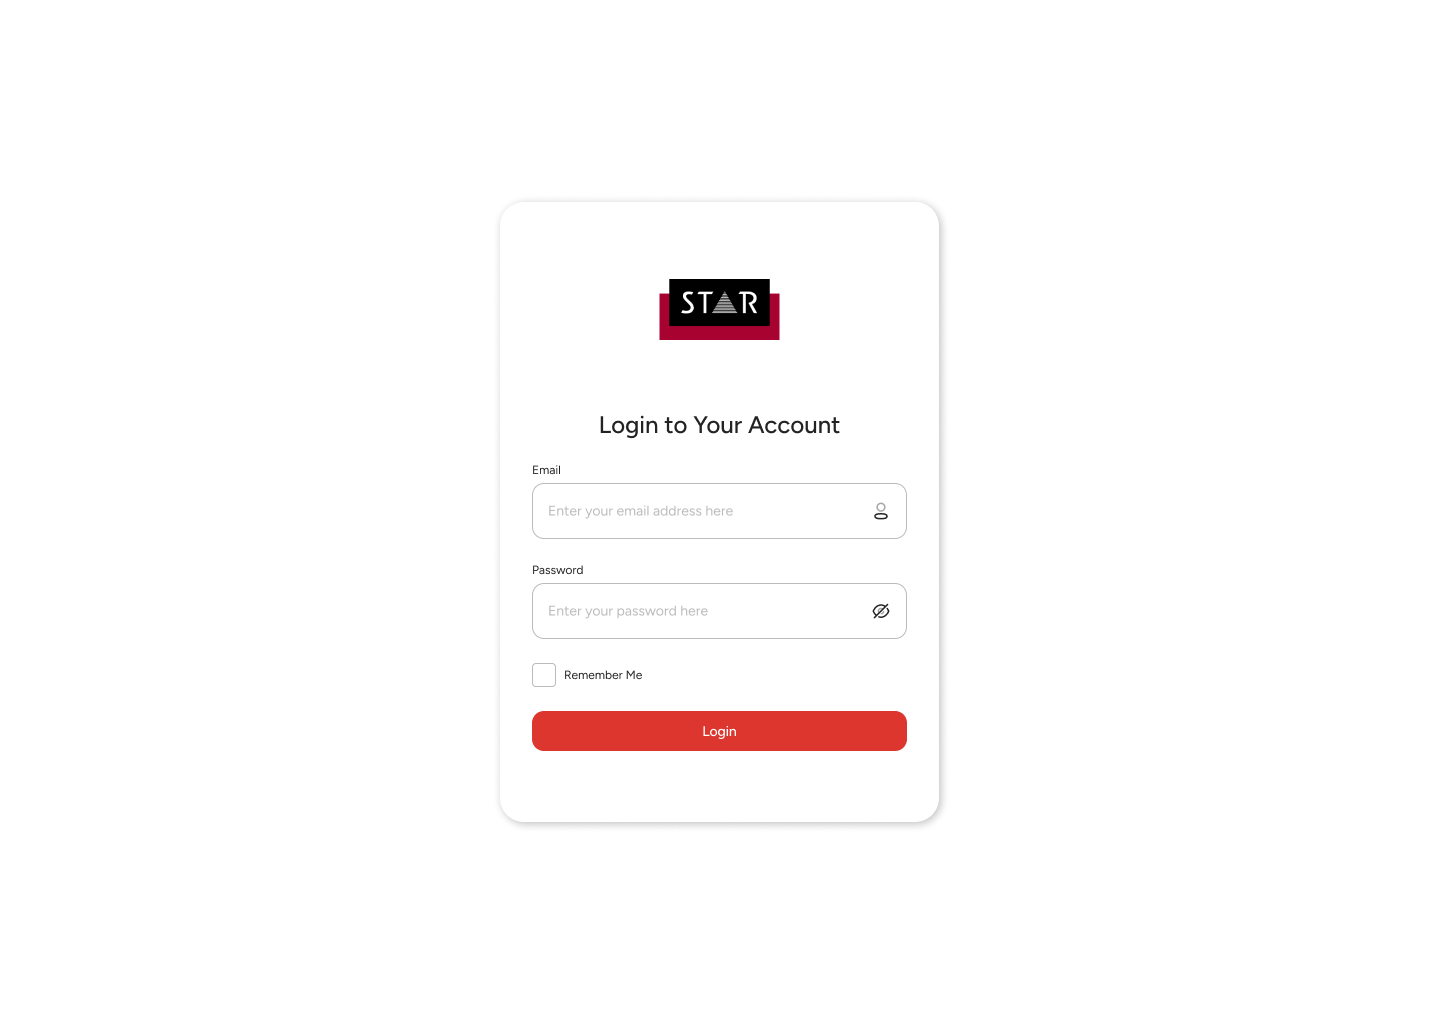 STAR
Login to Your Account
Email
Enter your email address here
Password
Enter your password here
Remember Me
Login